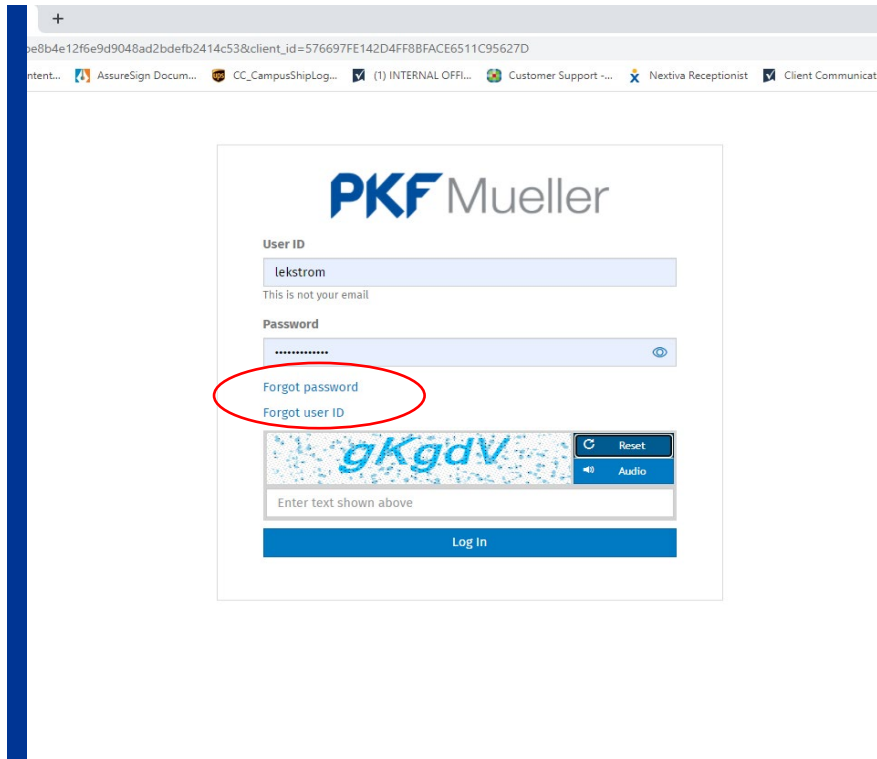 +
be8b4e12f6e9d9048ad2bdefb2414c53&client_id=576697FE142D4FF8BFACE6511C95627D
ntent... AssureSign Docum... CC_CampusShipLog... (1) INTERNAL OFFI... Customer Support -... Nextiva Receptionist Client Communicat
PKF Mueller
User ID
lekstrom
This is not your email
Password
•••••••••••••
Forgot password
Forgot user ID
gKgdV
Reset
Audio
Enter text shown above
Log In